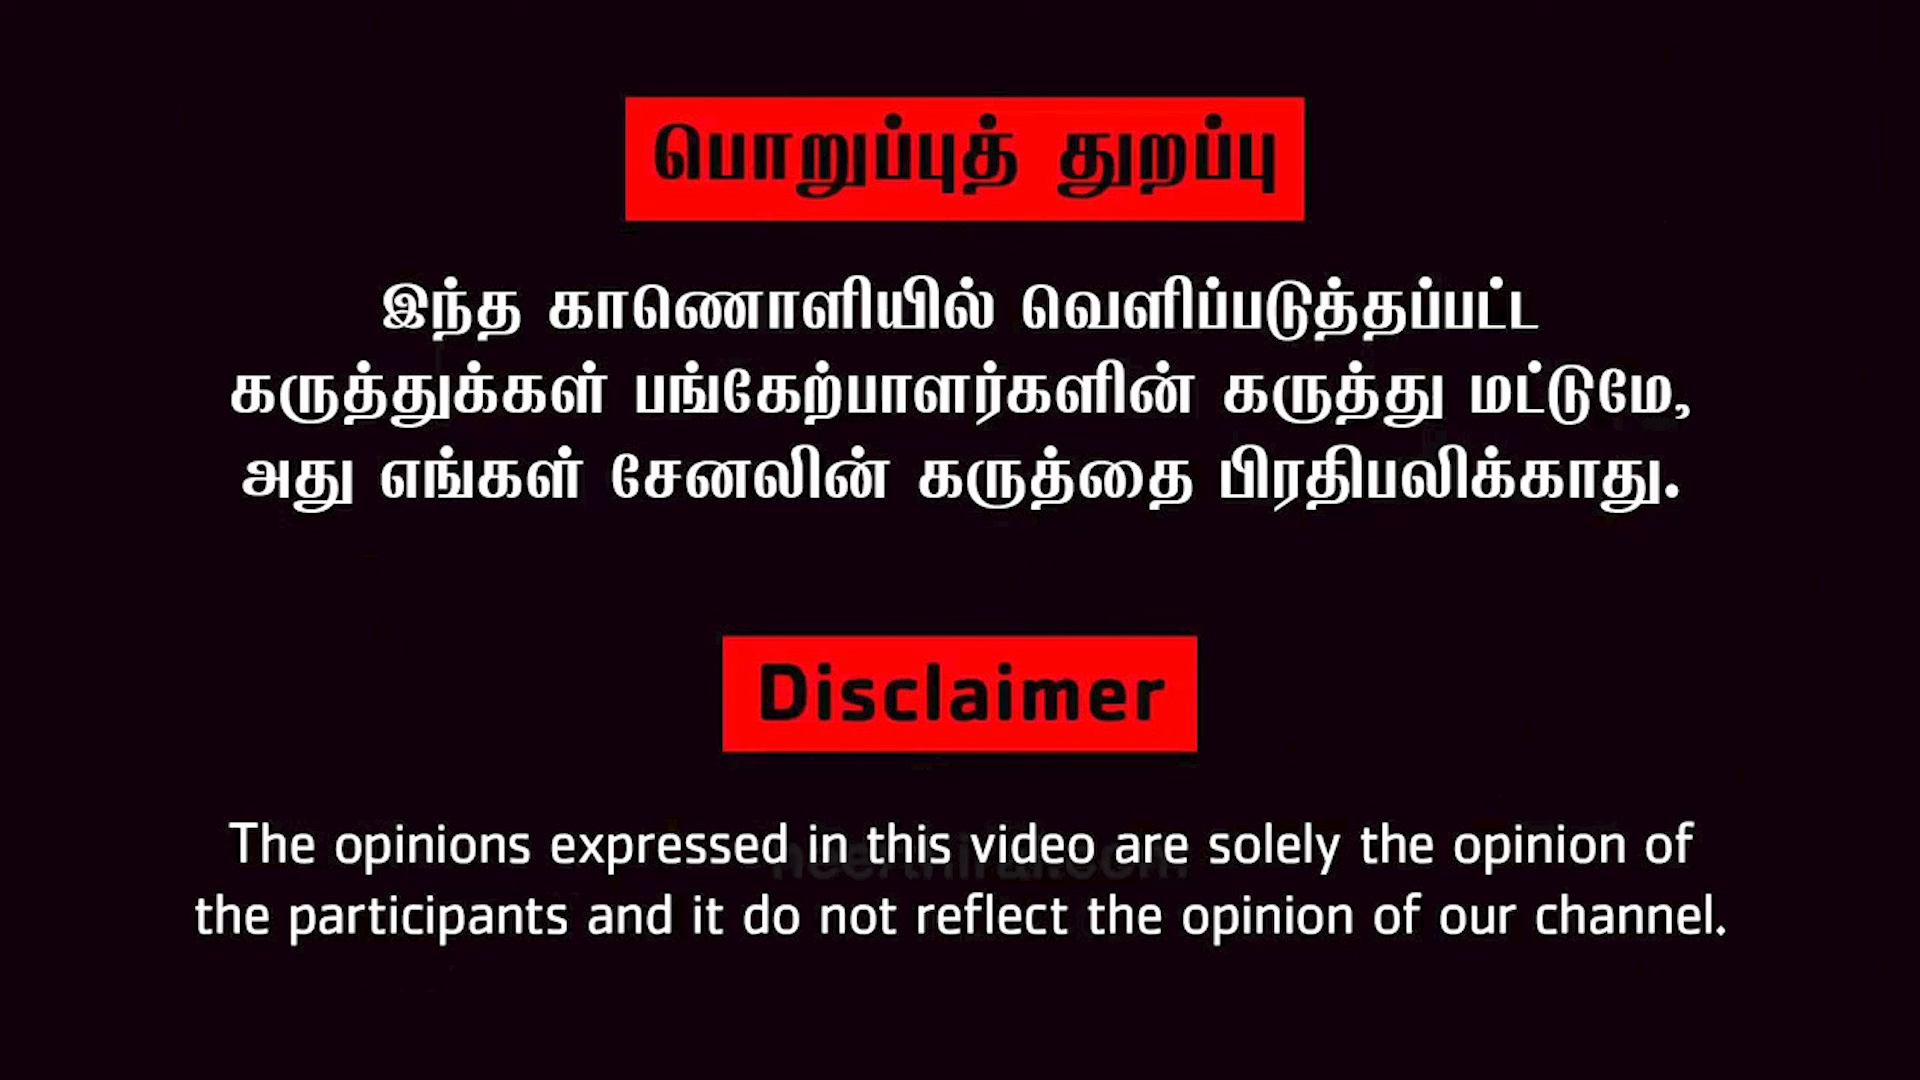 பொறுப்புத் துறப்பு
இந்த காணொளியில் வெளிப்படுத்தப்பட்ட
கருத்துக்கள் பங்கேற்பாளர்களின் கருத்து மட்டுமே,
அது எங்கள் சேனலின் கருத்தை பிரதிபலிக்காது.
Disclaimer
The opinions expressed in this video are solely the opinion of
the participants and it do not reflect the opinion of our channel.